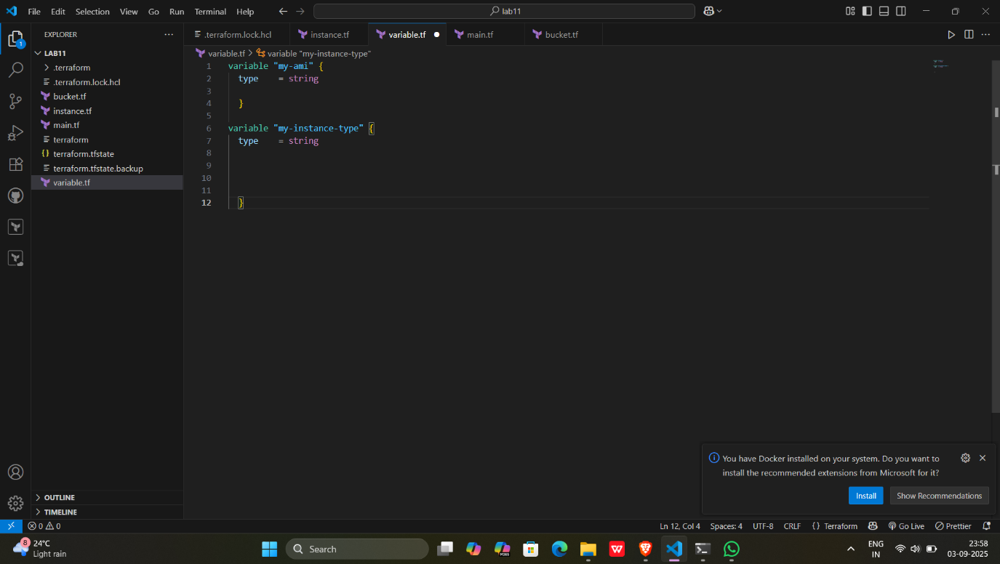 File Edit Selection View Go Run Terminal Help
lab11
EXPLORER
.terraform.lock.hcl
instance.tf
variable.tf
main.tf
bucket.tf
variable.tf > variable "my-instance-type"
1
LAB11
.terraform
.terraform.lock.hcl
bucket.tf
instance.tf
main.tf
terraform
terraform.tfstate
terraform.tfstate.backup
variable.tf
OUTLINE
TIMELINE
1 variable "my-ami" {
2 type    = string
3
4 }
5
6 variable "my-instance-type" {
7 type    = string
8
9
10
11
12 }
You have Docker installed on your system. Do you want to
install the recommended extensions from Microsoft for it?
Install
Show Recommendations
0 0
Ln 12, Col 4 Spaces: 4 UTF-8 CRLF {} Terraform Go Live Prettier
8
24°C
Light rain
Search
M365
W
ENG
IN
23:58
03-09-2025